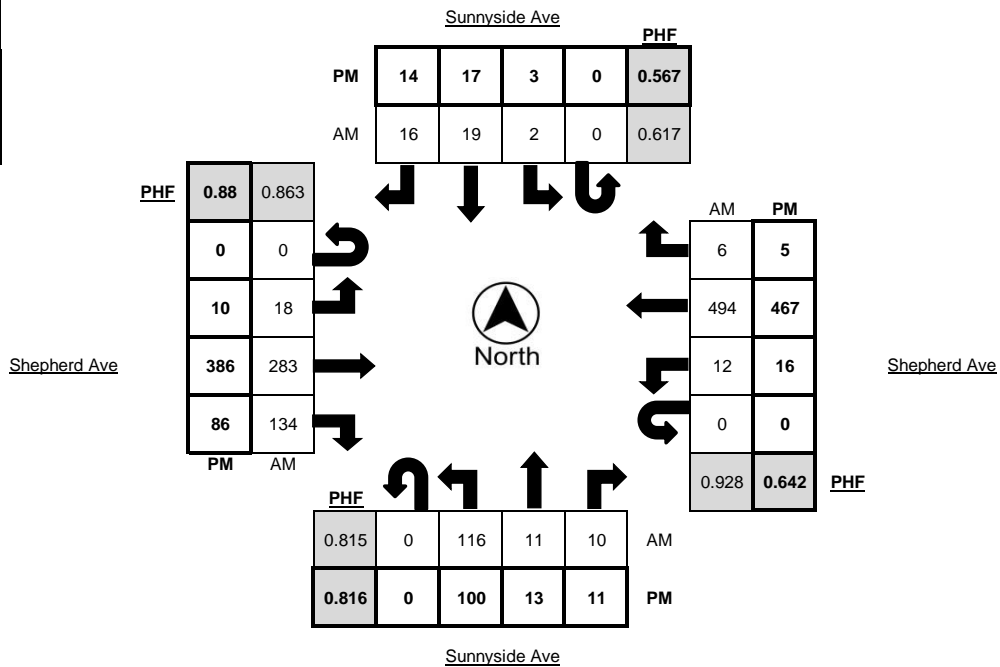 Sunnyside Ave
PHF
PM 14 17 3 0 0.567
AM 16 19 2 0 0.617
PHF 0.88 0.863
AM PM
0 0
6 5
10 18
494 467
North
Shepherd Ave 386 283
12 16 Shepherd Ave
86 134
0 0
PM AM
0.928 0.642 PHF
PHF
0.815 0 116 11 10 AM
0.816 0 100 13 11 PM
Sunnyside Ave